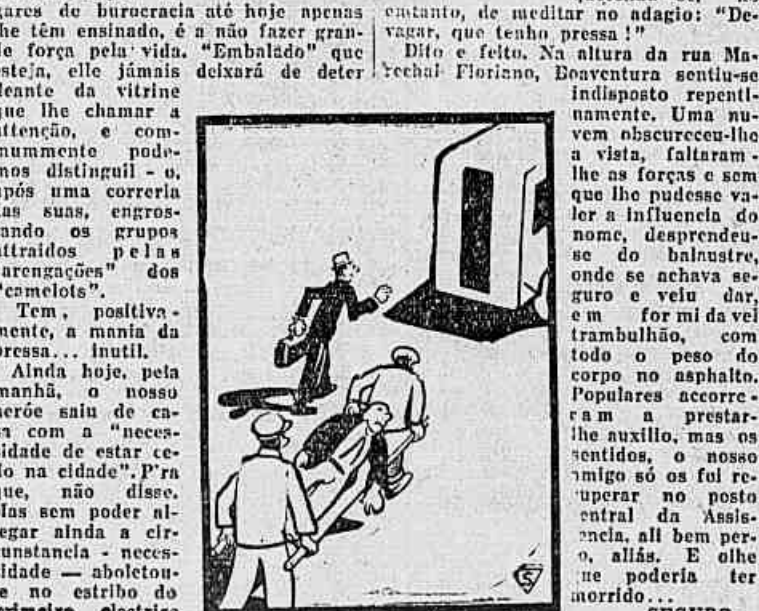 gares de burocracia até hoje apenas
lhe têm ensinado, é a não fazer gran-
de força pela vida. "Embalado" que
esteja, elle jámais deixará de deter
deante da vitrine
que lhe chamar a
attenção, e com-
mummente pode-
mos distinguil - o,
após uma correria
das suas, engros-
sando os grupos
attraidos pelas
"arengações" dos
"camelots".
Tem, positiva -
mente, a mania da
pressa... inutil.
Ainda hoje, pela
manhã, o nosso
heróe saiu de ca-
sa com a "neces-
sidade de estar ce-
do na cidade". P'ra
que, não disse.
Mas sem poder al-
legar ainda a cir-
cunstancia - neces-
sidade — aboletou-
se no estribo do
primeiro electrico
emtanto, de meditar no adagio: "De-
vagar, que tenho pressa!"
Dito e feito. Na altura da rua Ma-
rechal Floriano, Boaventura sentiu-se
indisposto repenti-
namente. Uma nu-
vem obscureceu-lhe
a vista, faltaram -
lhe as forças e sem
que lhe pudesse va-
ler a influencia do
nome, desprendeu-
se do balaustre,
onde se achava se-
guro e veiu dar,
em formidavel
trambulhão, com
todo o peso do
corpo no asphalto.
Populares accorre -
ram a prestar-
lhe auxilio, mas os
sentidos, o nosso
amigo só os foi re-
cuperar no posto
central da Assis-
encia, ali bem per-
to, aliás. E olhe
que poderia ter
morrido...
S